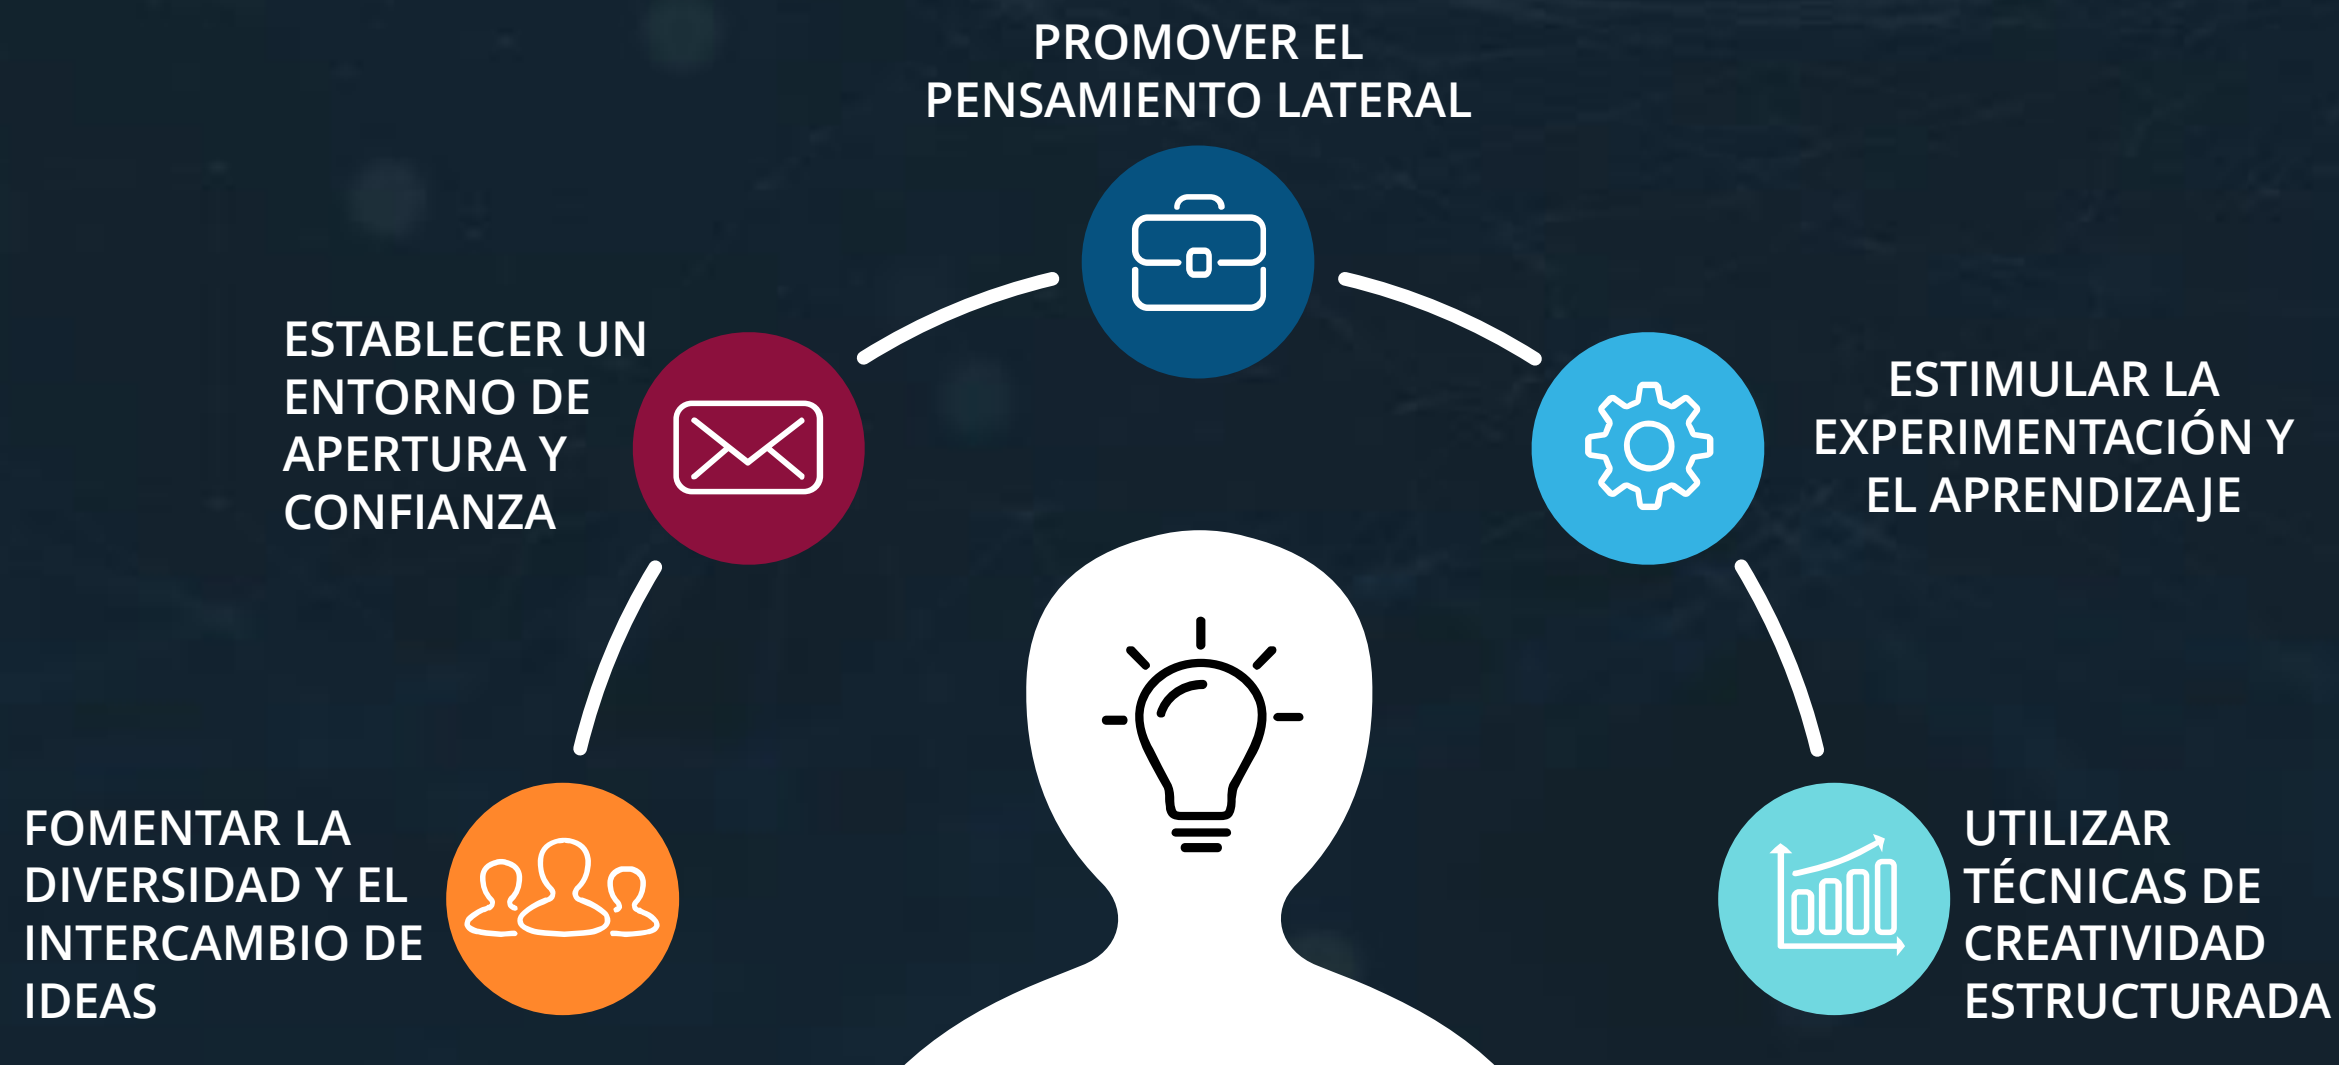 PROMOVER EL
PENSAMIENTO LATERAL
ESTABLECER UN
ENTORNO DE
APERTURA Y
CONFIANZA
ESTIMULAR LA
EXPERIMENTACIÓN Y
EL APRENDIZAJE
FOMENTAR LA
DIVERSIDAD Y EL
INTERCAMBIO DE
IDEAS
UTILIZAR
TÉCNICAS DE
CREATIVIDAD
ESTRUCTURADA